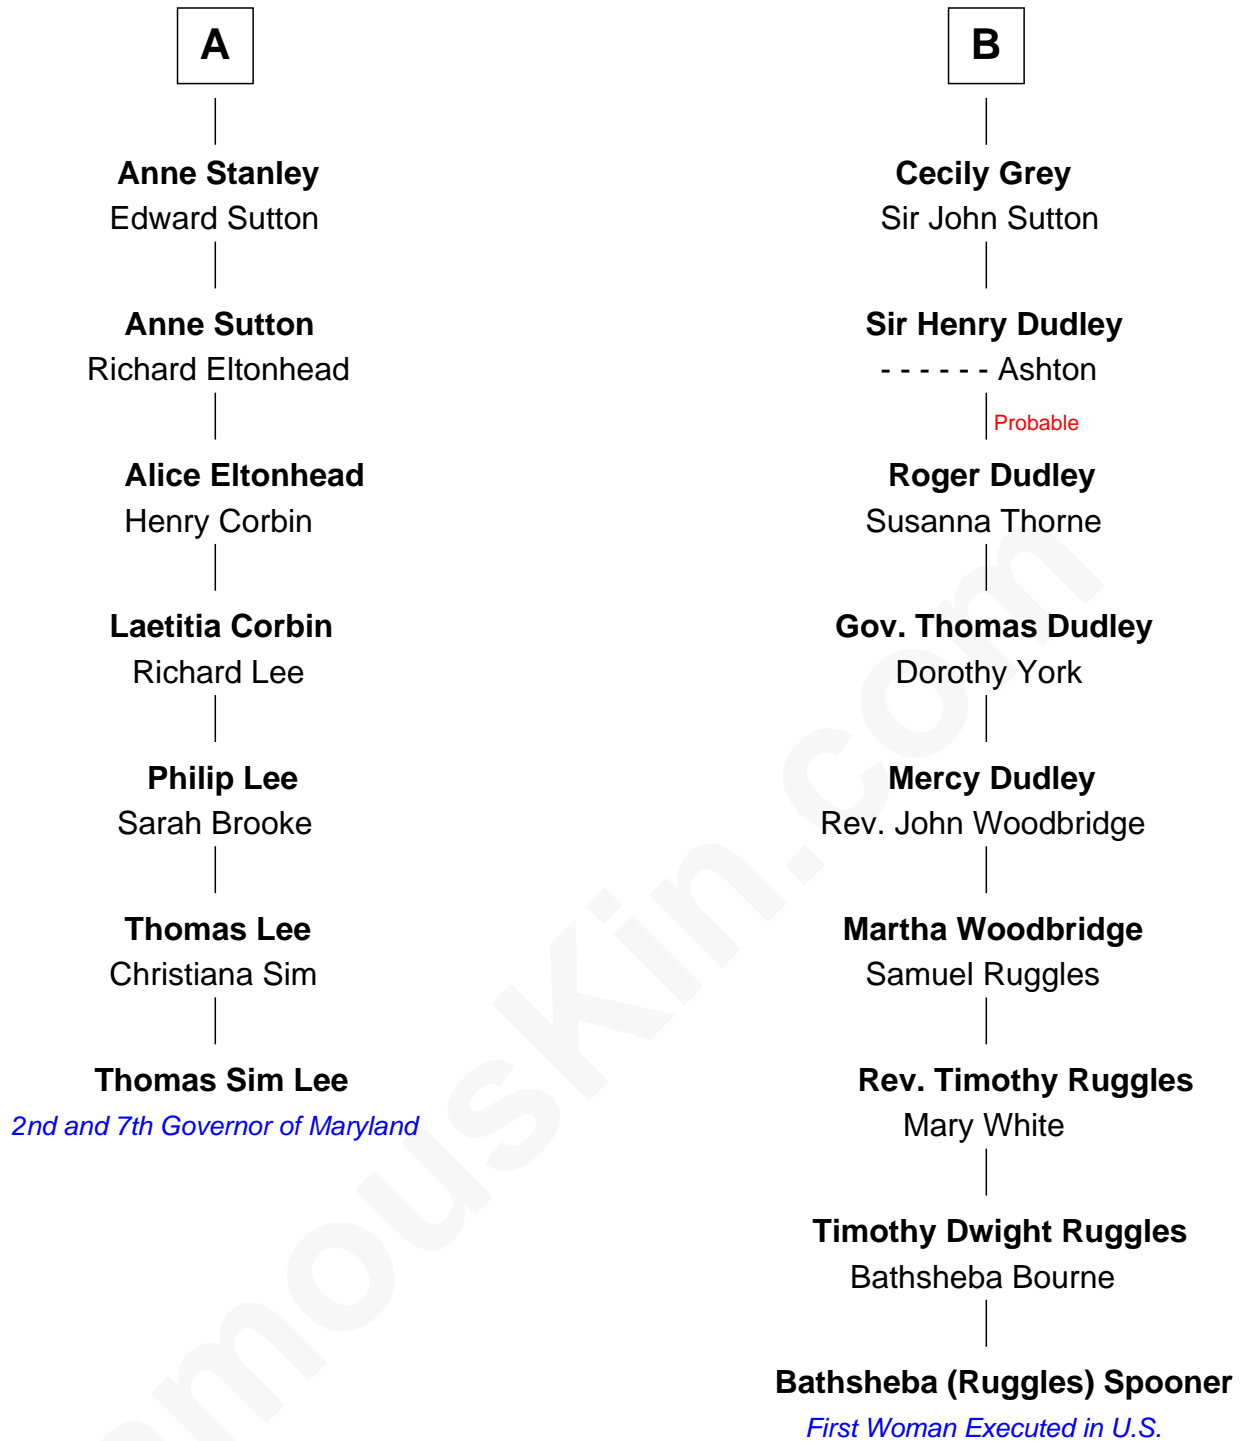 A
Anne Stanley
Edward Sutton
Anne Sutton
Richard Eltonhead
Alice Eltonhead
Henry Corbin
Laetitia Corbin
Richard Lee
Philip Lee
Sarah Brooke
Thomas Lee
Christiana Sim
Thomas Sim Lee
2nd and 7th Governor of Maryland
B
Cecily Grey
Sir John Sutton
Sir Henry Dudley
- - - - - - Ashton
Probable
Roger Dudley
Susanna Thorne
Gov. Thomas Dudley
Dorothy York
Mercy Dudley
Rev. John Woodbridge
Martha Woodbridge
Samuel Ruggles
Rev. Timothy Ruggles
Mary White
Timothy Dwight Ruggles
Bathsheba Bourne
Bathsheba (Ruggles) Spooner
First Woman Executed in U.S.
amouskin.com